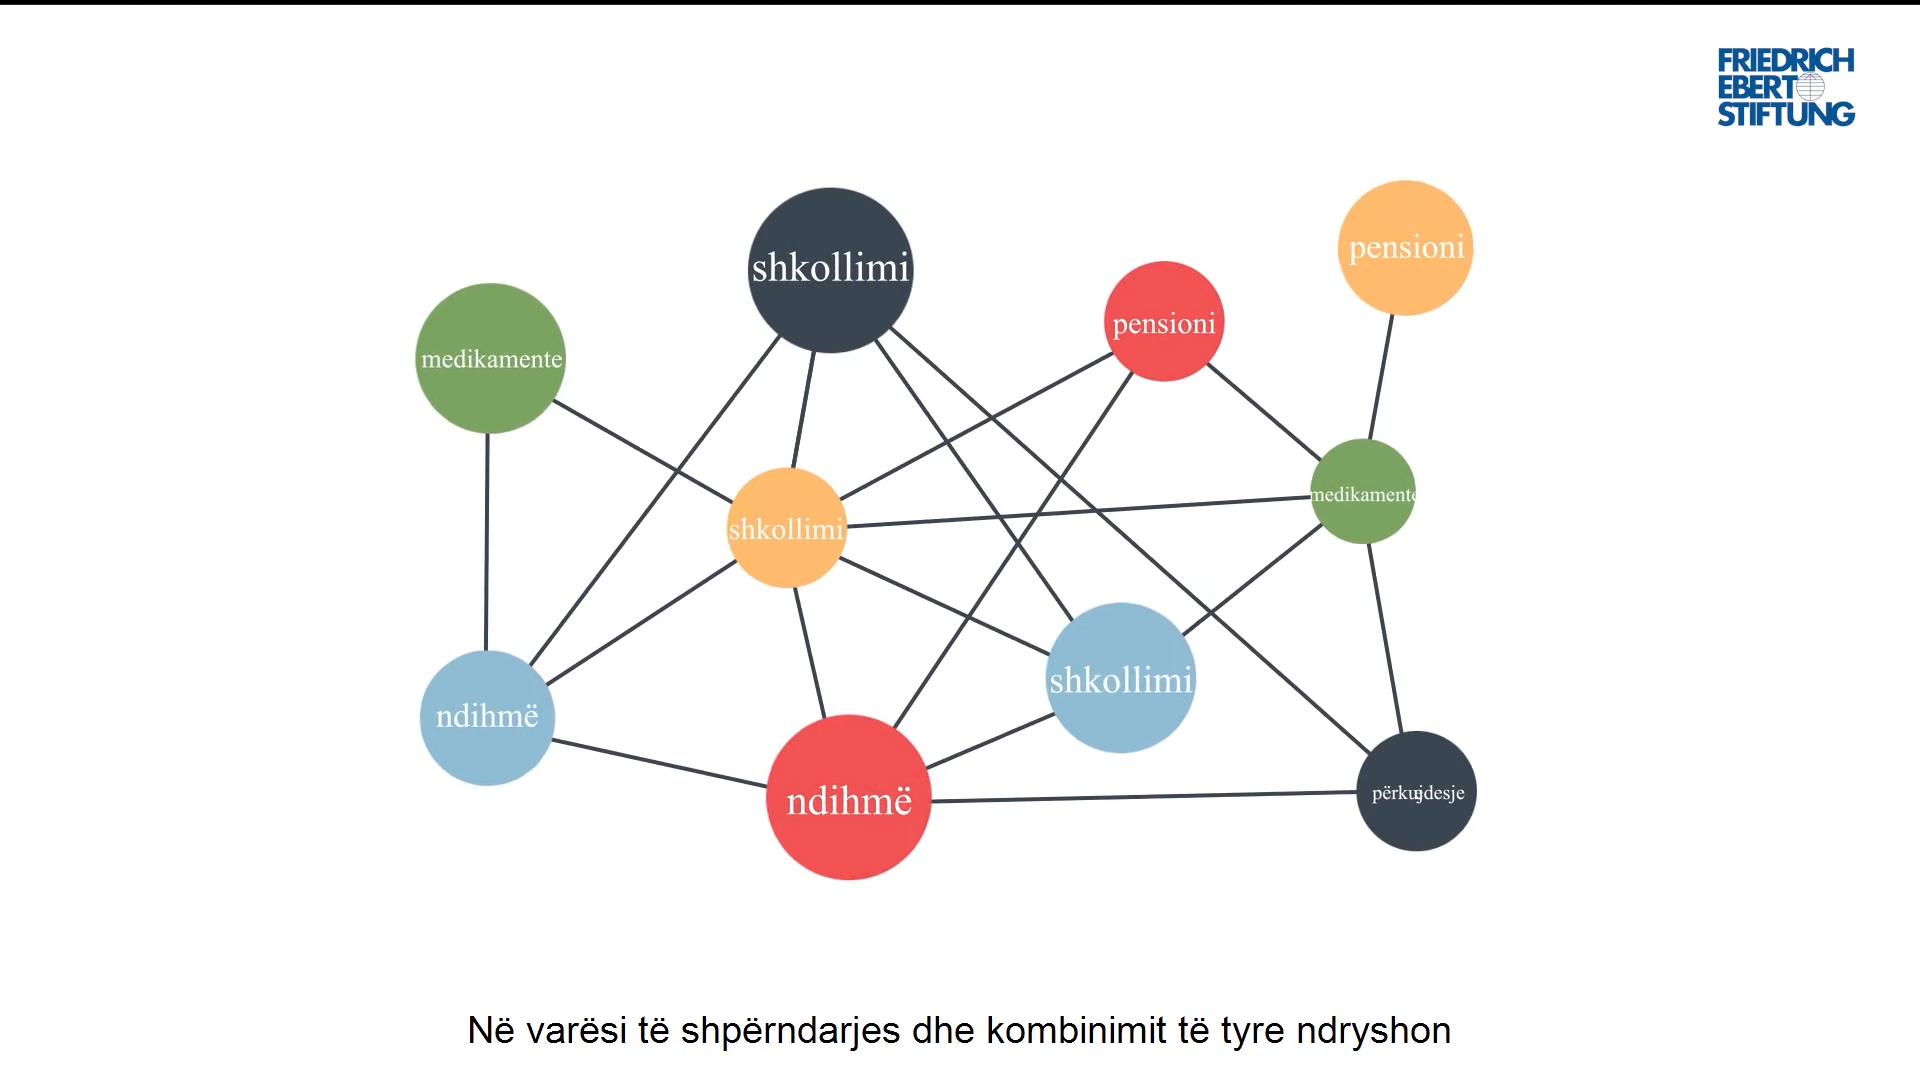 FRIEDRICH
EBERT
STIFTUNG
pensioni
shkollimi
pensioni
medikamente
medikamente
shkollimi
shkollimi
ndihmë
ndihmë
Në varësi të shpërndarjes dhe kombinimit të tyre ndryshon